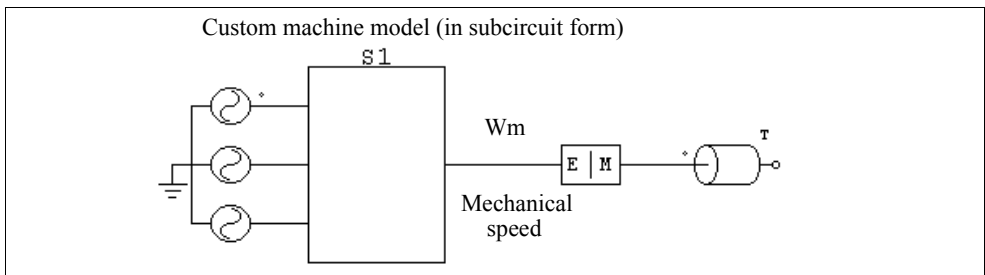 Custom machine model (in subcircuit form)
S1
Wm
E | M
T
Mechanical
speed